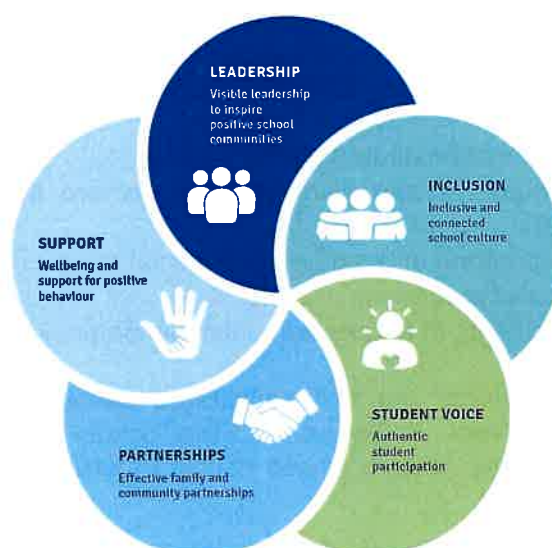 LEADERSHIP
Visible leadership
to inspire
positive school
communities
INCLUSION
Inclusive and
connected
school culture
STUDENT VOICE
Authentic
student
participation
PARTNERSHIPS
Effective family and
community partnerships
SUPPORT
Wellbeing and
support for positive
behaviour